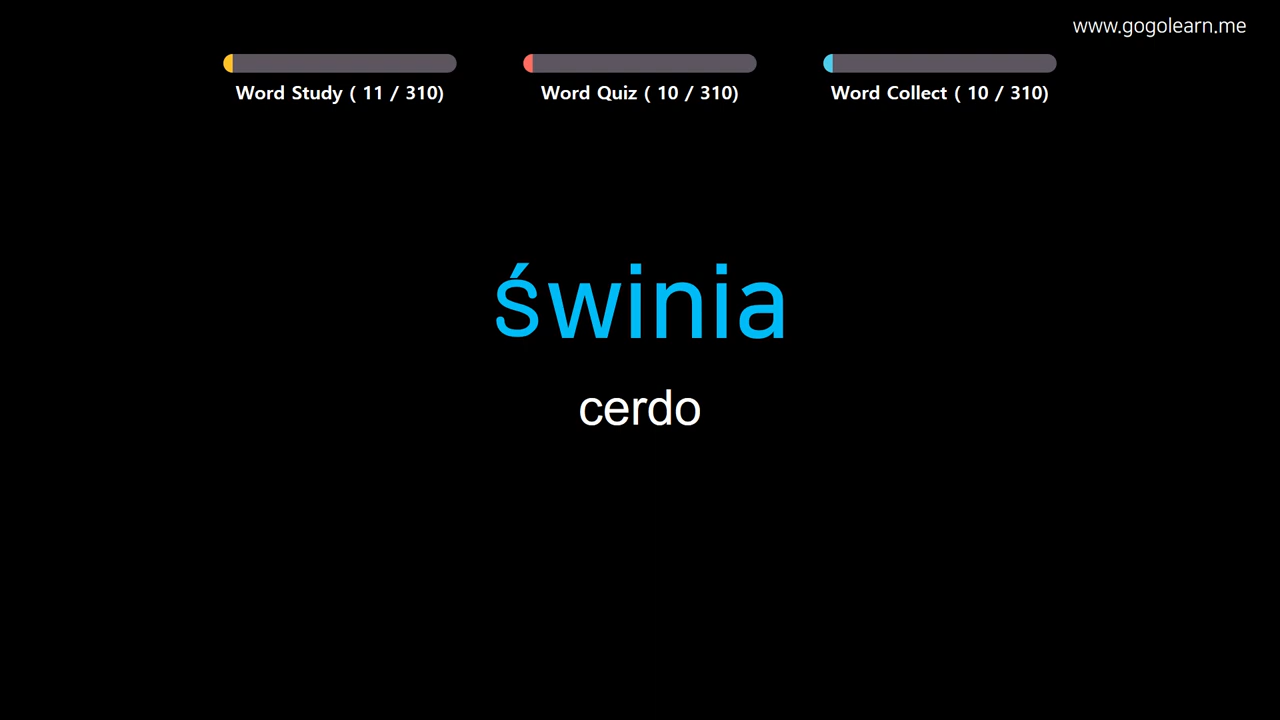 www.gogolearn.me
Word Study ( 11 / 310)
Word Quiz ( 10 / 310)
Word Collect ( 10 / 310)
świnia
cerdo